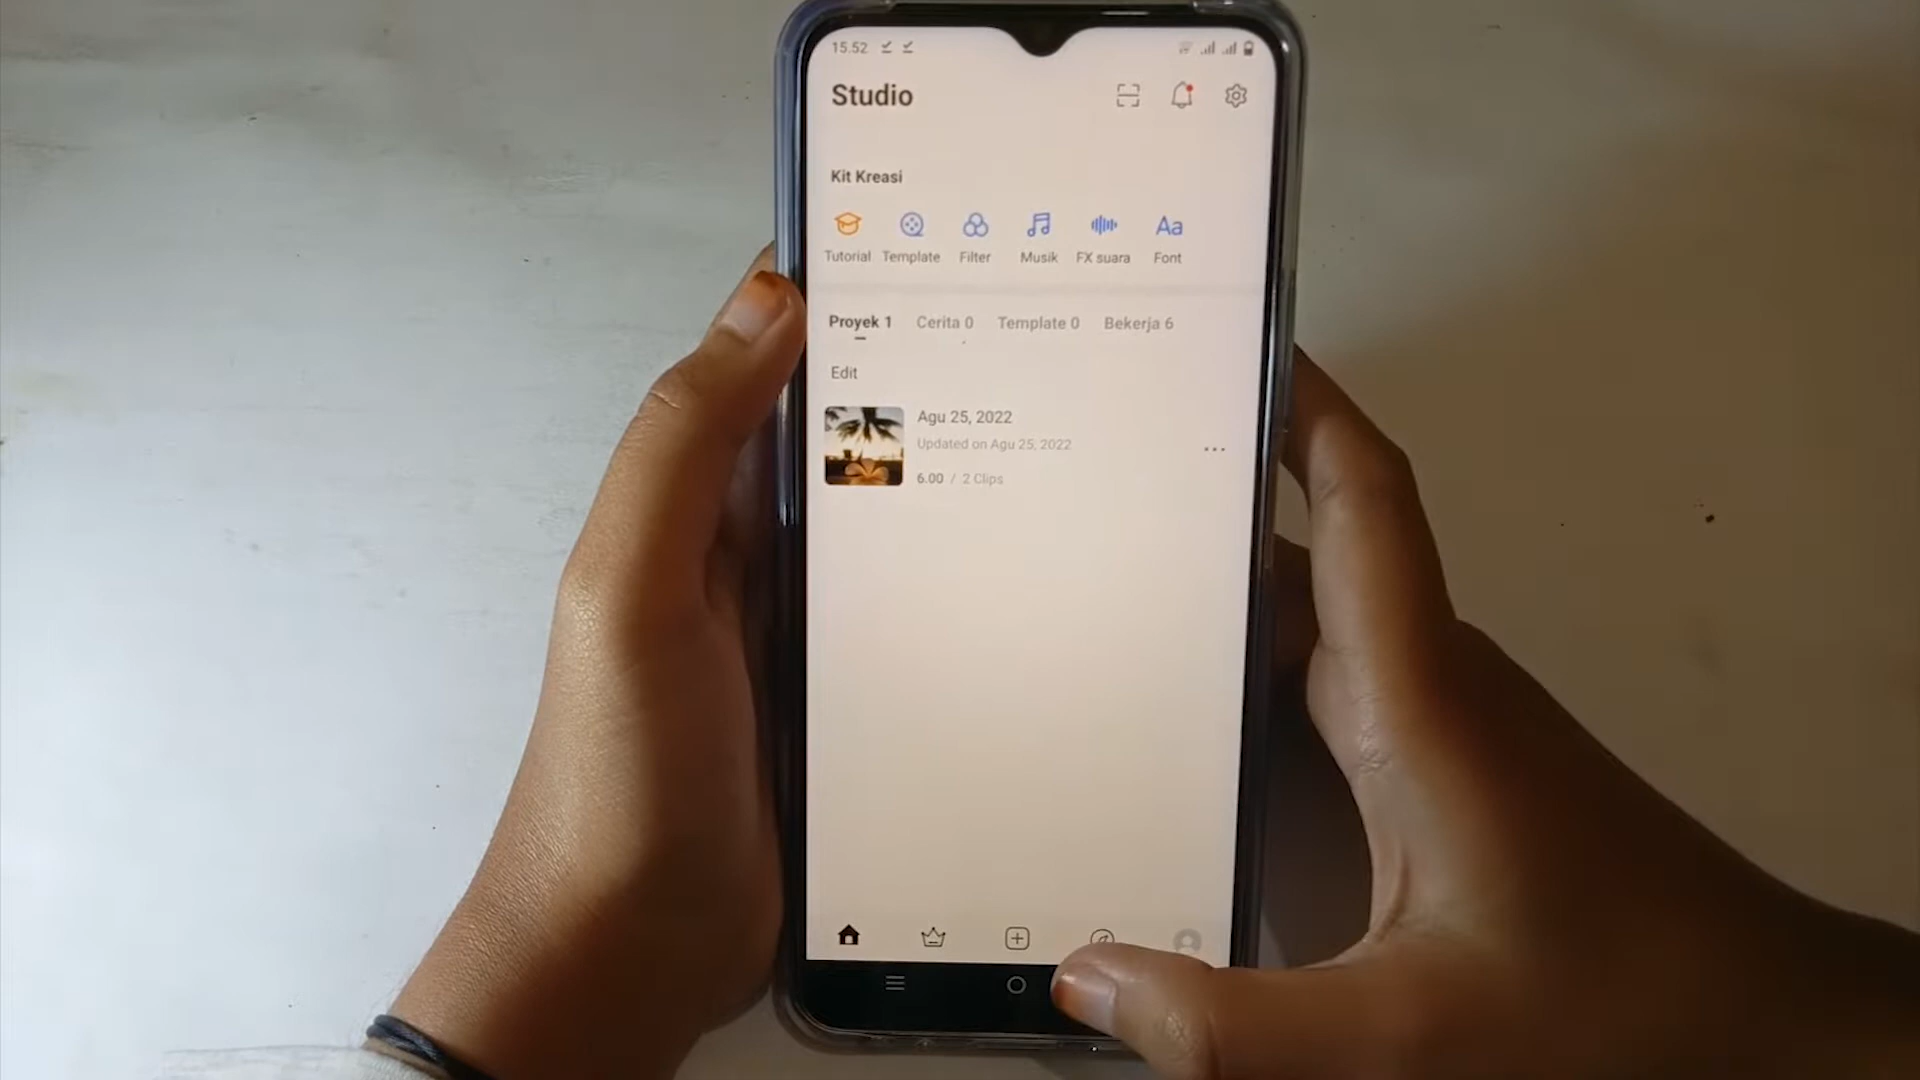 15.52
Studio
Kit Kreasi
Aa
Tutorial Template Filter Musik FX suara Font
Proyek 1 Cerita 0 Template 0 Bekerja 6
Edit
Agu 25, 2022
Updated on Agu 25, 2022
6.00 / 2 Clips